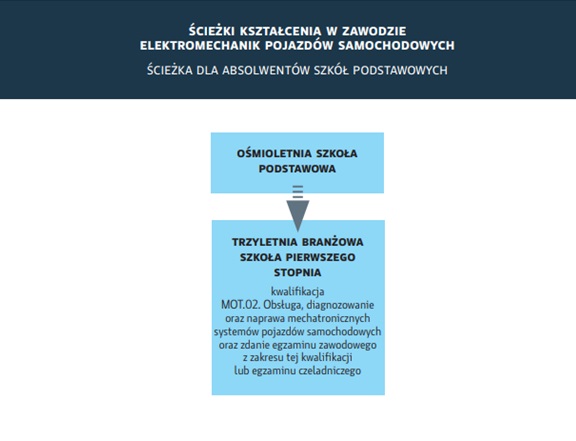 ŚCIEŻKI KSZTAŁCENIA W ZAWODZIE
ELEKTROMECHANIK POJAZDÓW SAMOCHODOWYCH
ŚCIEŻKA DLA ABSOLWENTÓW SZKÓŁ PODSTAWOWYCH
OŚMIOLETNIA SZKOŁA
PODSTAWOWA
TRZYLETNIA BRANŻOWA
SZKOŁA PIERWSZEGO
STOPNIA
kwalifikacja
MOT.02. Obsługa, diagnozowanie
oraz naprawa mechatronicznych
systemów pojazdów samochodowych
oraz zdanie egzaminu zawodowego
z zakresu tej kwalifikacji
lub egzaminu czeladniczego